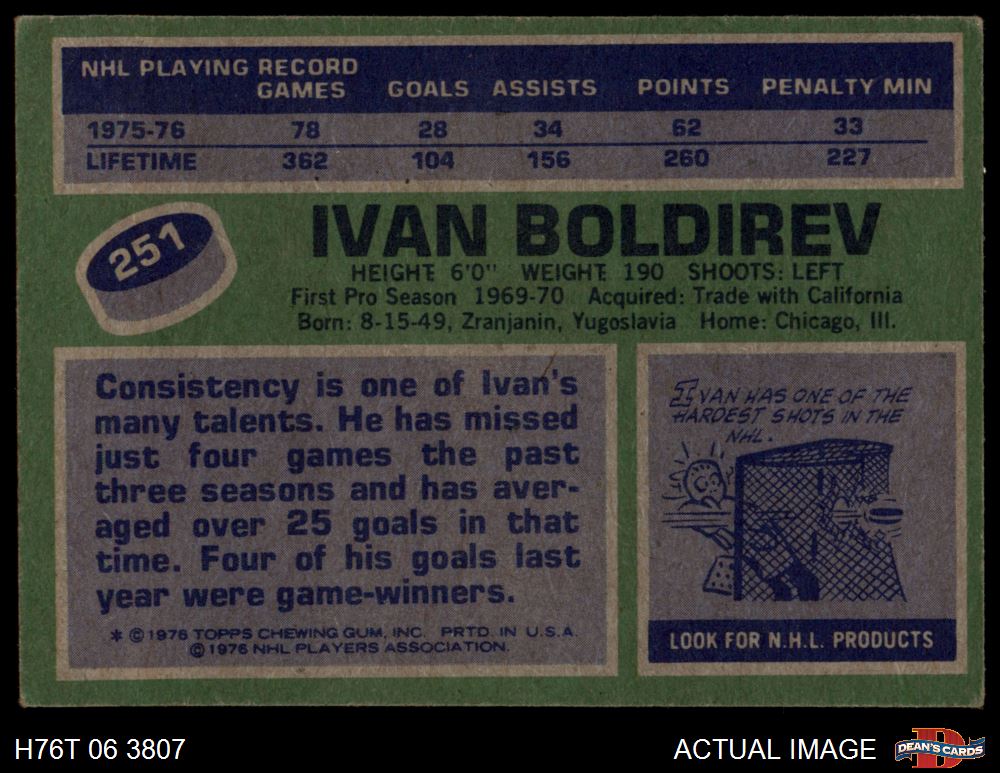 NHL PLAYING RECORD
GAMES GOALS ASSISTS POINTS PENALTY MIN
1975-76 78 28 34 62 33
LIFETIME 362 104 156 260 227
251
IVAN BOLDIREV
HEIGHT: 6'0" WEIGHT: 190 SHOOTS: LEFT
First Pro Season 1969-70 Acquired: Trade with California
Born: 8-15-49, Zranjanin, Yugoslavia Home: Chicago, Ill.
Consistency is one of Ivan's
many talents. He has missed
just four games the past
three seasons and has aver-
aged over 25 goals in that
time. Four of his goals last
year were game-winners.
* © 1976 TOPPS CHEWING GUM, INC. PRTD. IN U.S.A.
© 1976 NHL PLAYERS ASSOCIATION.
IVAN HAS ONE OF THE
HARDEST SHOTS IN THE
NHL.
LOOK FOR N.H.L. PRODUCTS
H76T 06 3807
ACTUAL IMAGE
D
DEAN'S CARDS